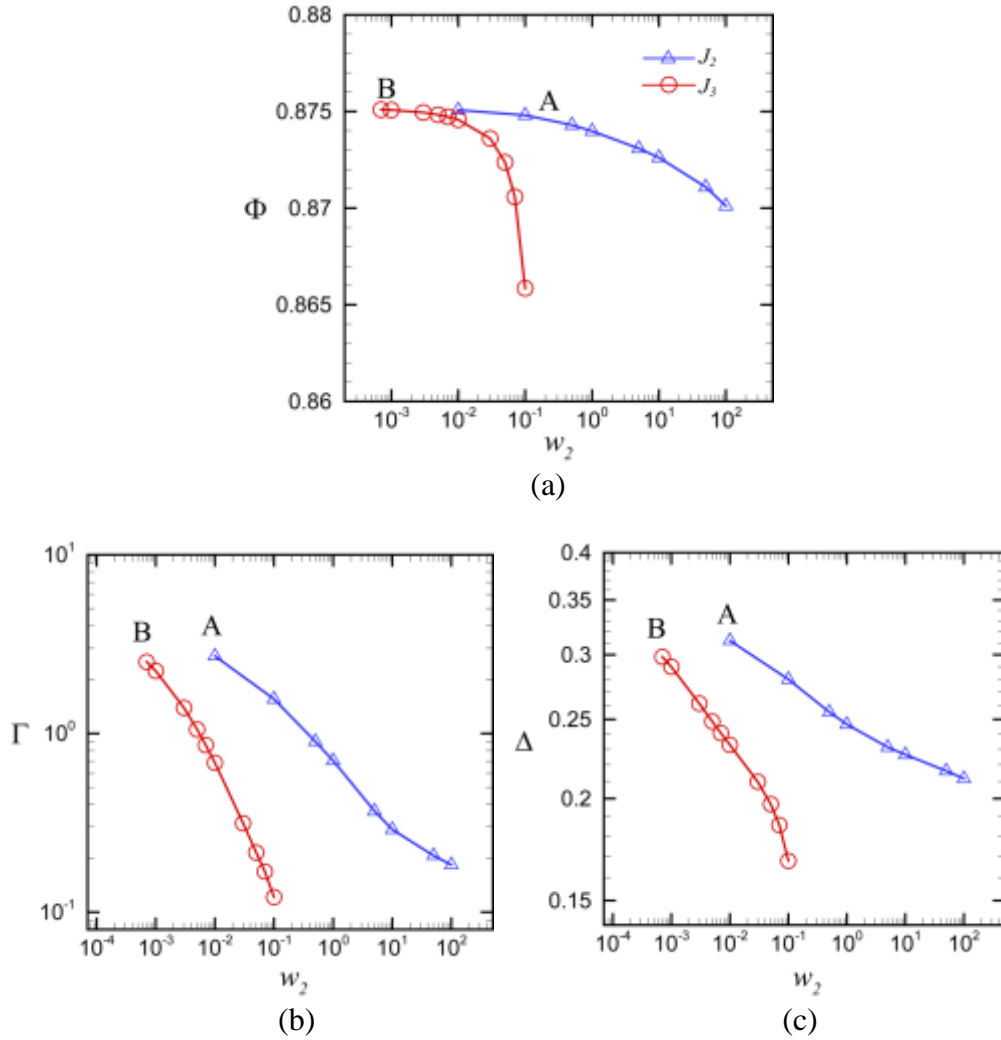 0.88
J₂
J₃
B
A
0.875
Φ
0.87
0.865
0.86
10⁻³ 10⁻² 10⁻¹ 10⁰ 10¹ 10²
w₂
(a)
10¹
B
A
Γ
10⁰
10⁻¹
10⁻⁴ 10⁻³ 10⁻² 10⁻¹ 10⁰ 10¹ 10²
w₂
(b)
0.4
0.35
A
B
0.3
Δ
0.25
0.2
0.15
10⁻⁴ 10⁻³ 10⁻² 10⁻¹ 10⁰ 10¹ 10²
w₂
(c)